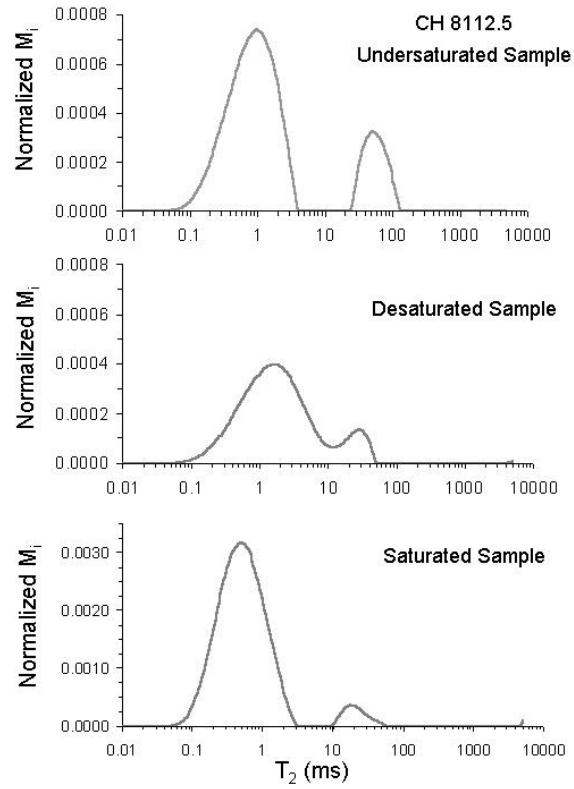 CH 8112.5
Undersaturated Sample
Normalized Mi
0.0008
0.0006
0.0004
0.0002
0.0000
0.01 0.1 1 10 100 1000 10000
Desaturated Sample
Normalized Mi
0.0008
0.0006
0.0004
0.0002
0.0000
0.01 0.1 1 10 100 1000 10000
Saturated Sample
Normalized Mi
0.0030
0.0020
0.0010
0.0000
0.01 0.1 1 10 100 1000 10000
T2 (ms)